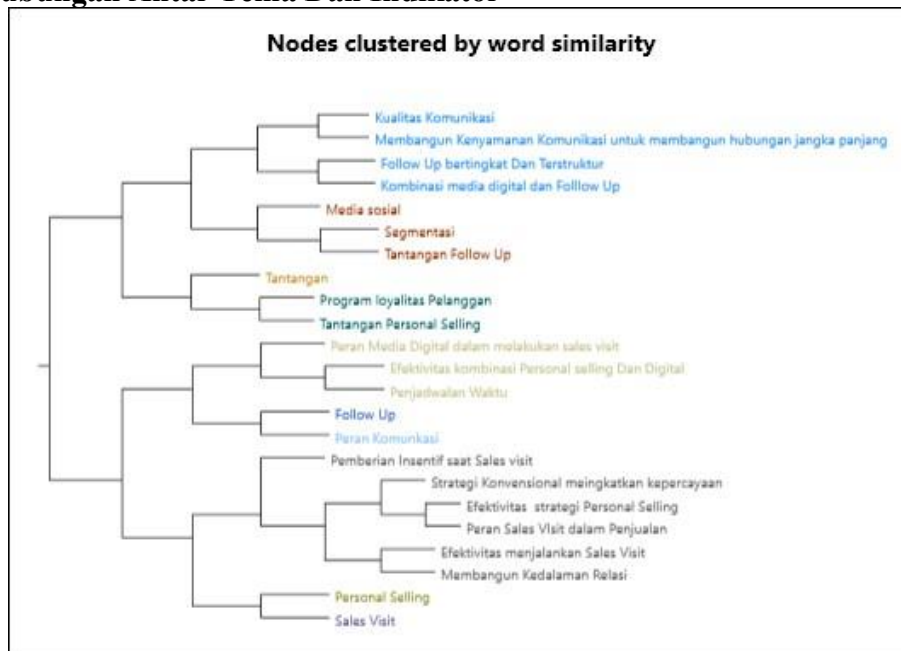 Nodes clustered by word similarity
Kualitas Komunikasi
Membangun Kenyamanan Komunikasi untuk membangun hubungan jangka panjang
Follow Up bertingkat Dan Terstruktur
Kombinasi media digital dan Folllow Up
Media sosial
Segmentasi
Tantangan Follow Up
Tantangan
Program loyalitas Pelanggan
Tantangan Personal Selling
Peran Media Digital dalam melakukan sales visit
Efektivitas kombinasi Personal selling Dan Digital
Penjadwalan Waktu
Follow Up
Peran Komunkasi
Pemberian Insentif saat Sales visit
Strategi Konvensional meingkatkan kepercayaan
Efektivitas strategi Personal Selling
Peran Sales VIsit dalam Penjualan
Efektivitas menjalankan Sales Visit
Membangun Kedalaman Relasi
Personal Selling
Sales Visit